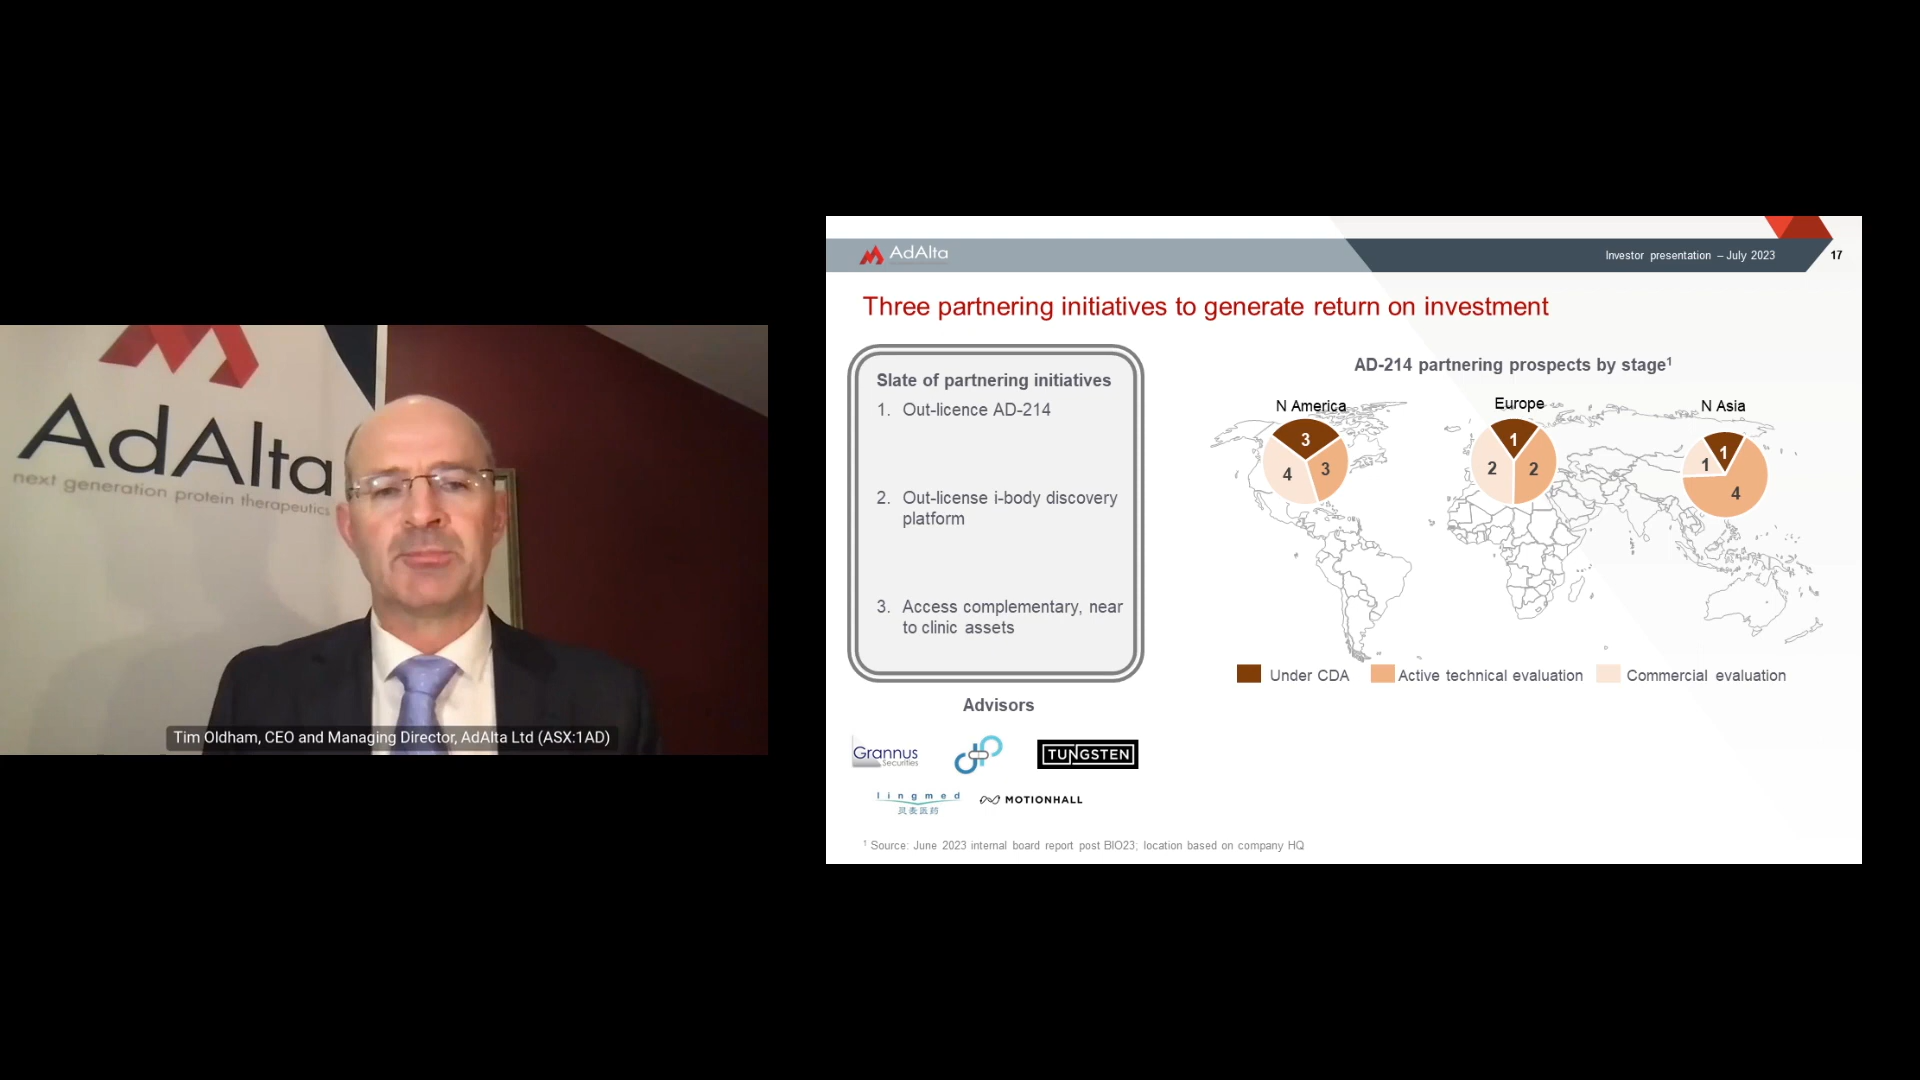 AdAlta
next generation protein therapeutics
Tim Oldham, CEO and Managing Director, AdAlta Ltd (ASX:1AD)
AdAlta
Investor presentation – July 2023
17
Three partnering initiatives to generate return on investment
Slate of partnering initiatives
1. Out-licence AD-214
2. Out-license i-body discovery
platform
3. Access complementary, near
to clinic assets
Advisors
Grannus
Securities
TUNGSTEN
lingmed
贝麦医药
MOTIONHALL
AD-214 partnering prospects by stage¹
N America
3
4
3
Europe
1
2
2
N Asia
1
1
4
Under CDA
Active technical evaluation
Commercial evaluation
¹ Source: June 2023 internal board report post BIO23; location based on company HQ